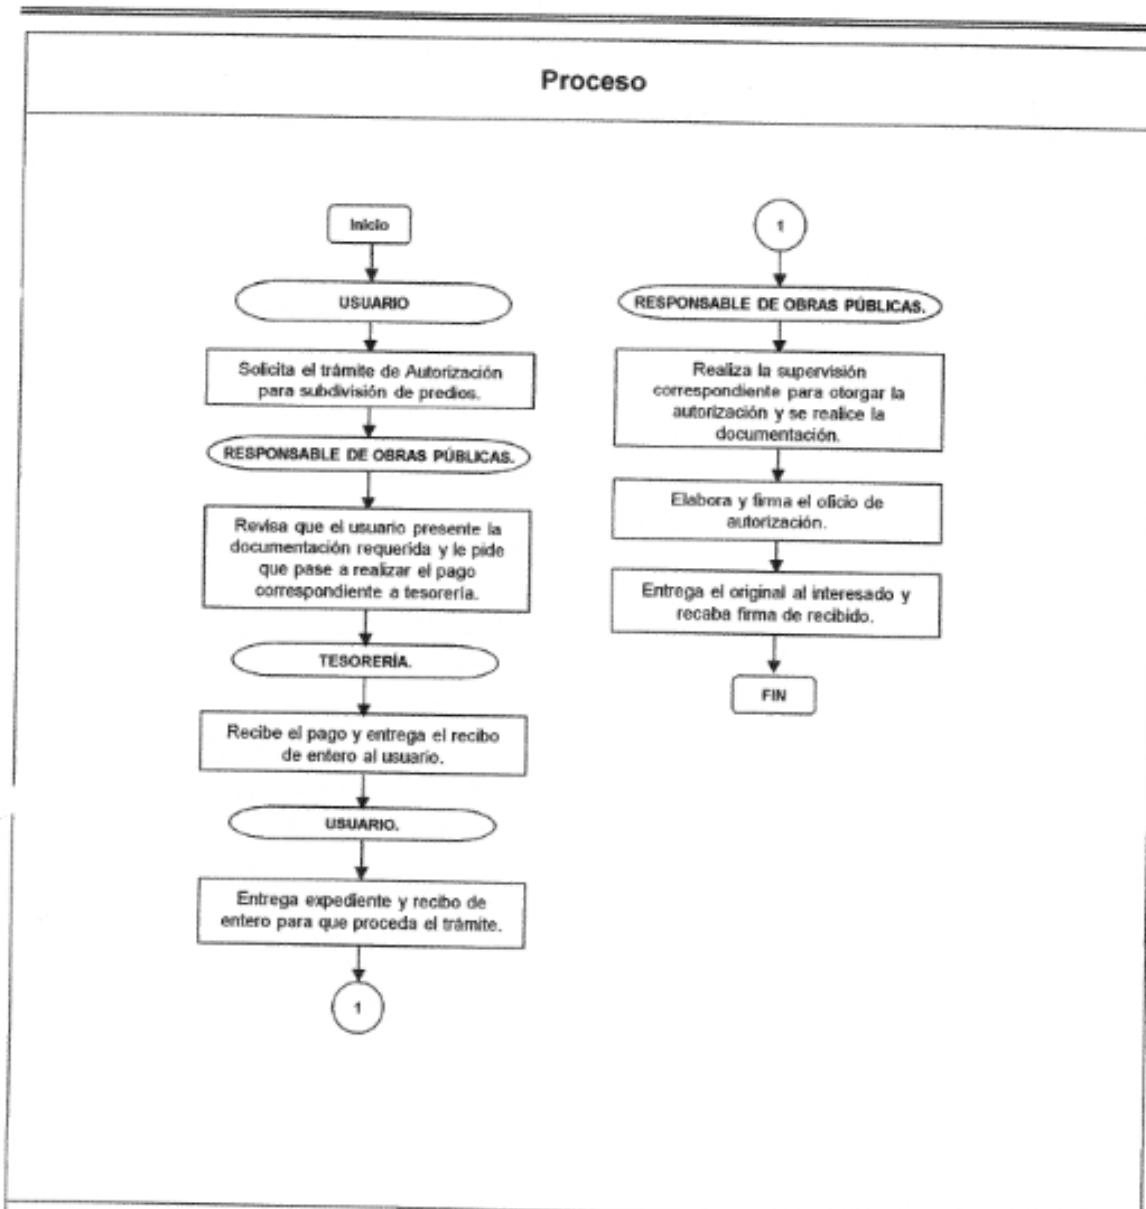 Proceso
Inicio
USUARIO
Solicita el trámite de Autorización
para subdivisión de predios.
RESPONSABLE DE OBRAS PÚBLICAS.
Revisa que el usuario presente la
documentación requerida y le pide
que pase a realizar el pago
correspondiente a tesorería.
TESORERÍA.
Recibe el pago y entrega el recibo
de entero al usuario.
USUARIO.
Entrega expediente y recibo de
entero para que proceda el trámite.
1
1
RESPONSABLE DE OBRAS PÚBLICAS.
Realiza la supervisión
correspondiente para otorgar la
autorización y se realice la
documentación.
Elabora y firma el oficio de
autorización.
Entrega el original al interesado y
recaba firma de recibido.
FIN